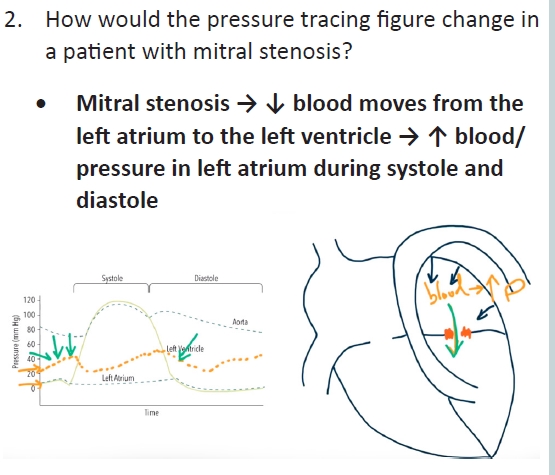 2. How would the pressure tracing figure change in
a patient with mitral stenosis?
• Mitral stenosis → ↓ blood moves from the
left atrium to the left ventricle → ↑ blood/
pressure in left atrium during systole and
diastole
Systole Diastole
Pressure (mm Hg)
120
100
80
60
40
20
0
Aorta
Left Ventricle
Left Atrium
Time
blood → ↑ P